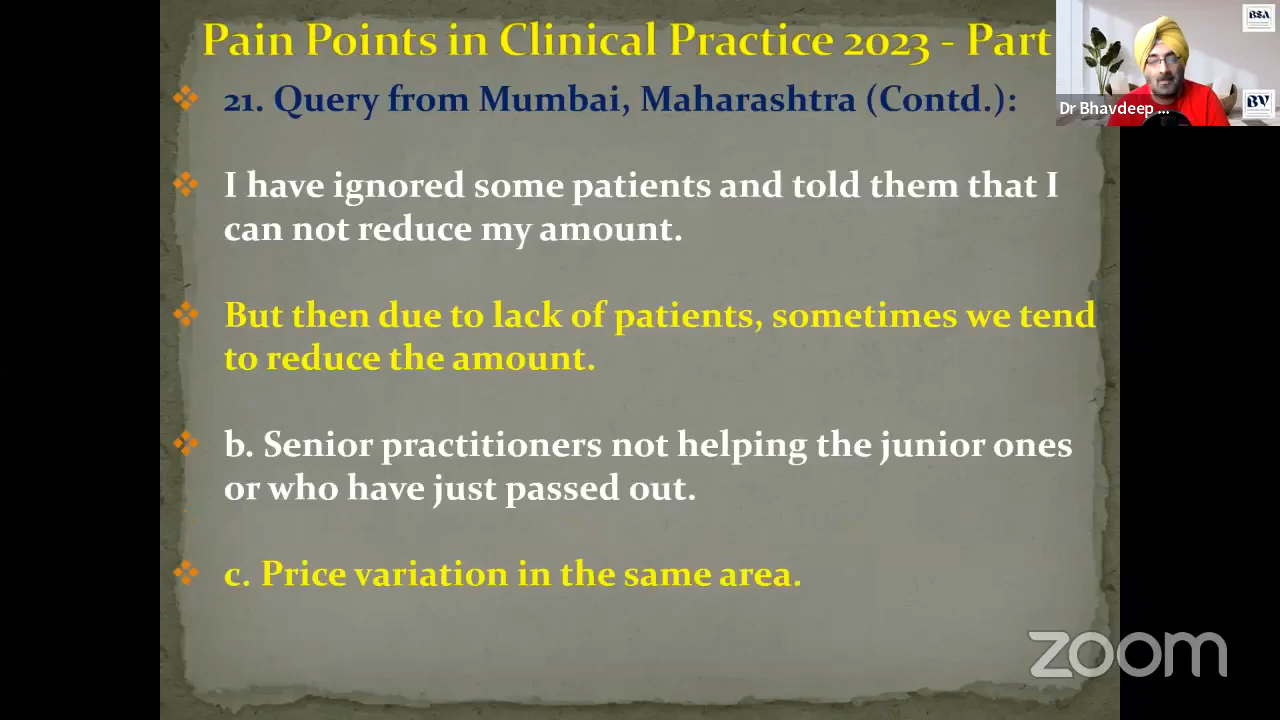 Pain Points in Clinical Practice 2023 - Part
BSA
21. Query from Mumbai, Maharashtra (Contd.):
BV
Dr Bhavdeep ...
I have ignored some patients and told them that I
can not reduce my amount.
But then due to lack of patients, sometimes we tend
to reduce the amount.
b. Senior practitioners not helping the junior ones
or who have just passed out.
c. Price variation in the same area.
zoom